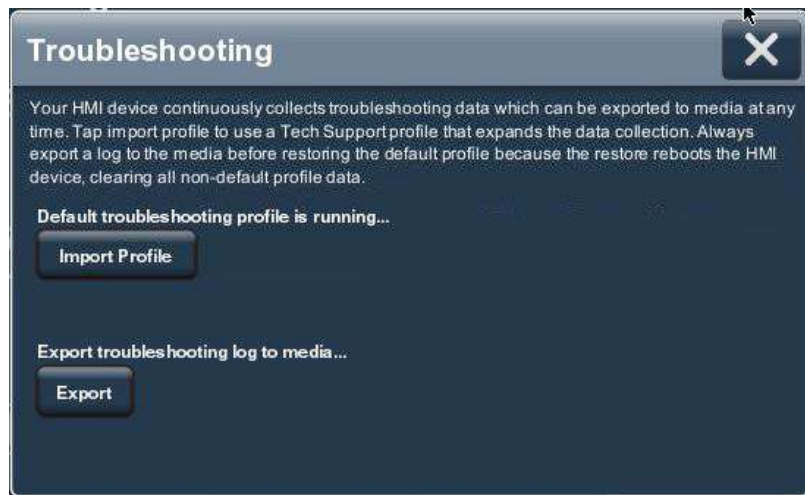 Troubleshooting
Your HMI device continuously collects troubleshooting data which can be exported to media at any
time. Tap import profile to use a Tech Support profile that expands the data collection. Always
export a log to the media before restoring the default profile because the restore reboots the HMI
device, clearing all non-default profile data.
Default troubleshooting profile is running...
Import Profile
Export troubleshooting log to media...
Export